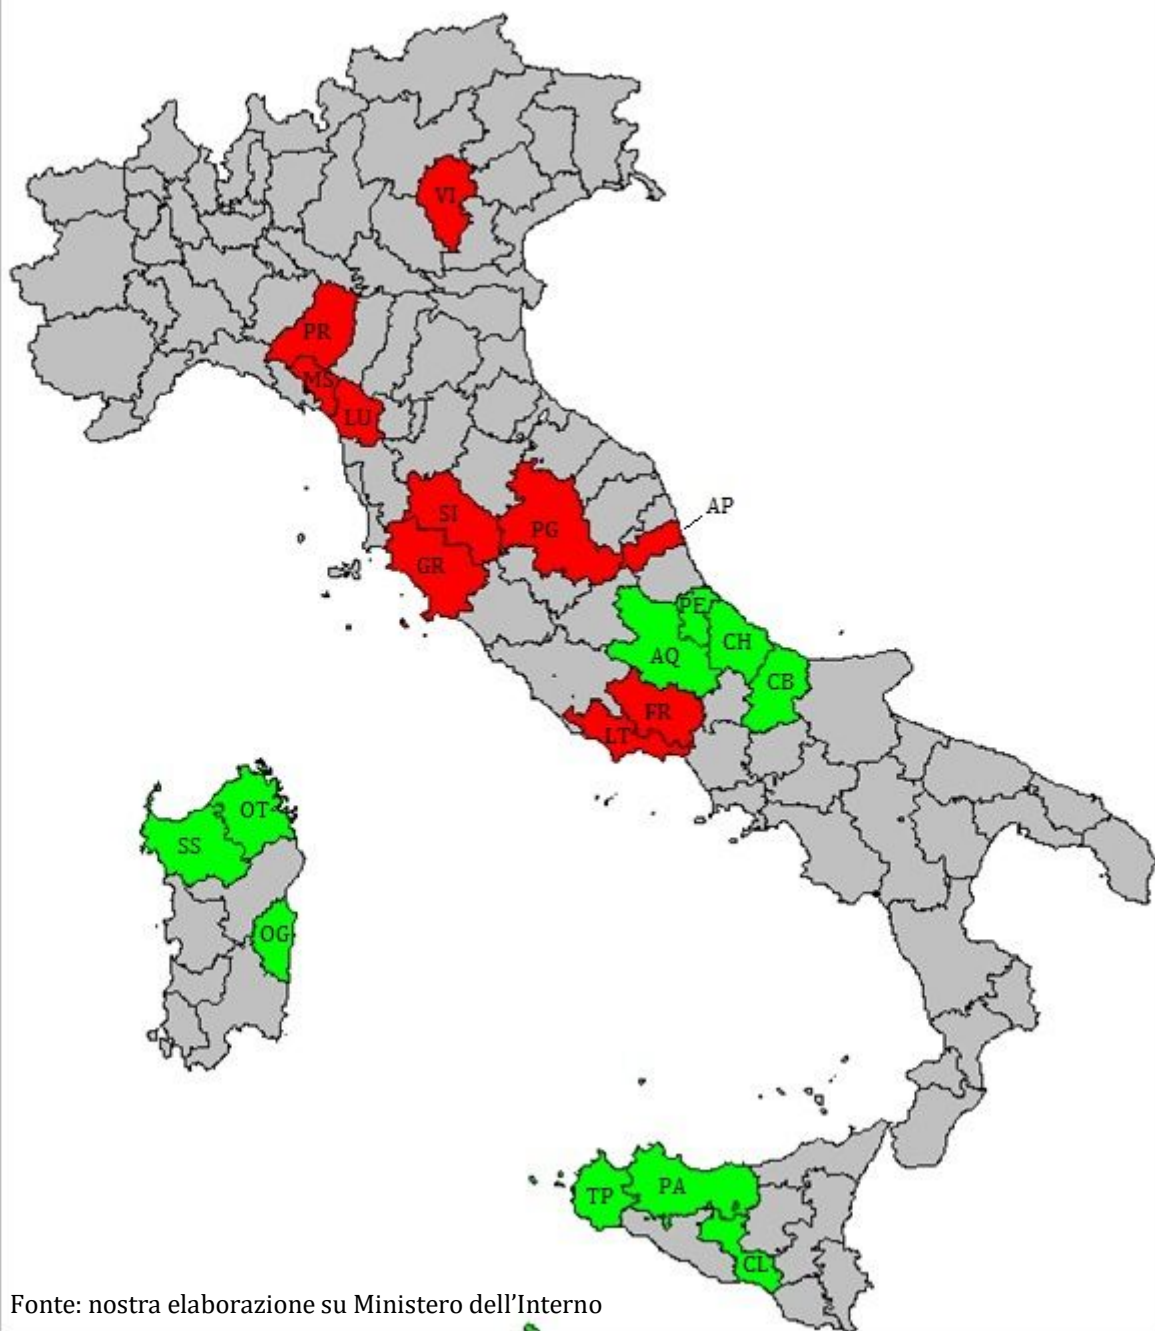 VI
PR
MS
LU
SI
PG
AP
GR
PE
CH
AQ
CB
FR
LT
OT
SS
OG
TP
PA
CL
Fonte: nostra elaborazione su Ministero dell’Interno